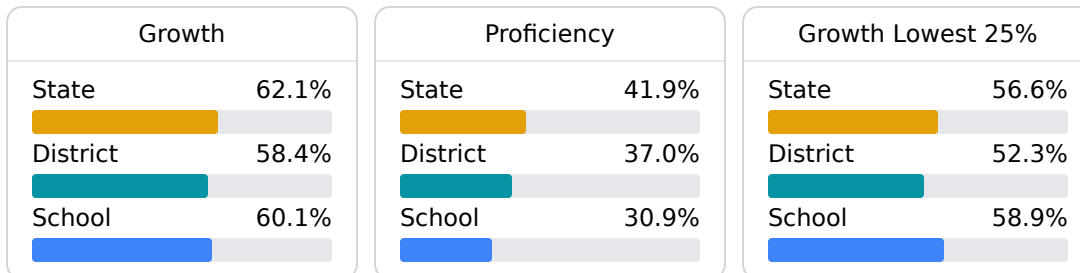 Growth
State 62.1%
District 58.4%
School 60.1%
Proficiency
State 41.9%
District 37.0%
School 30.9%
Growth Lowest 25%
State 56.6%
District 52.3%
School 58.9%